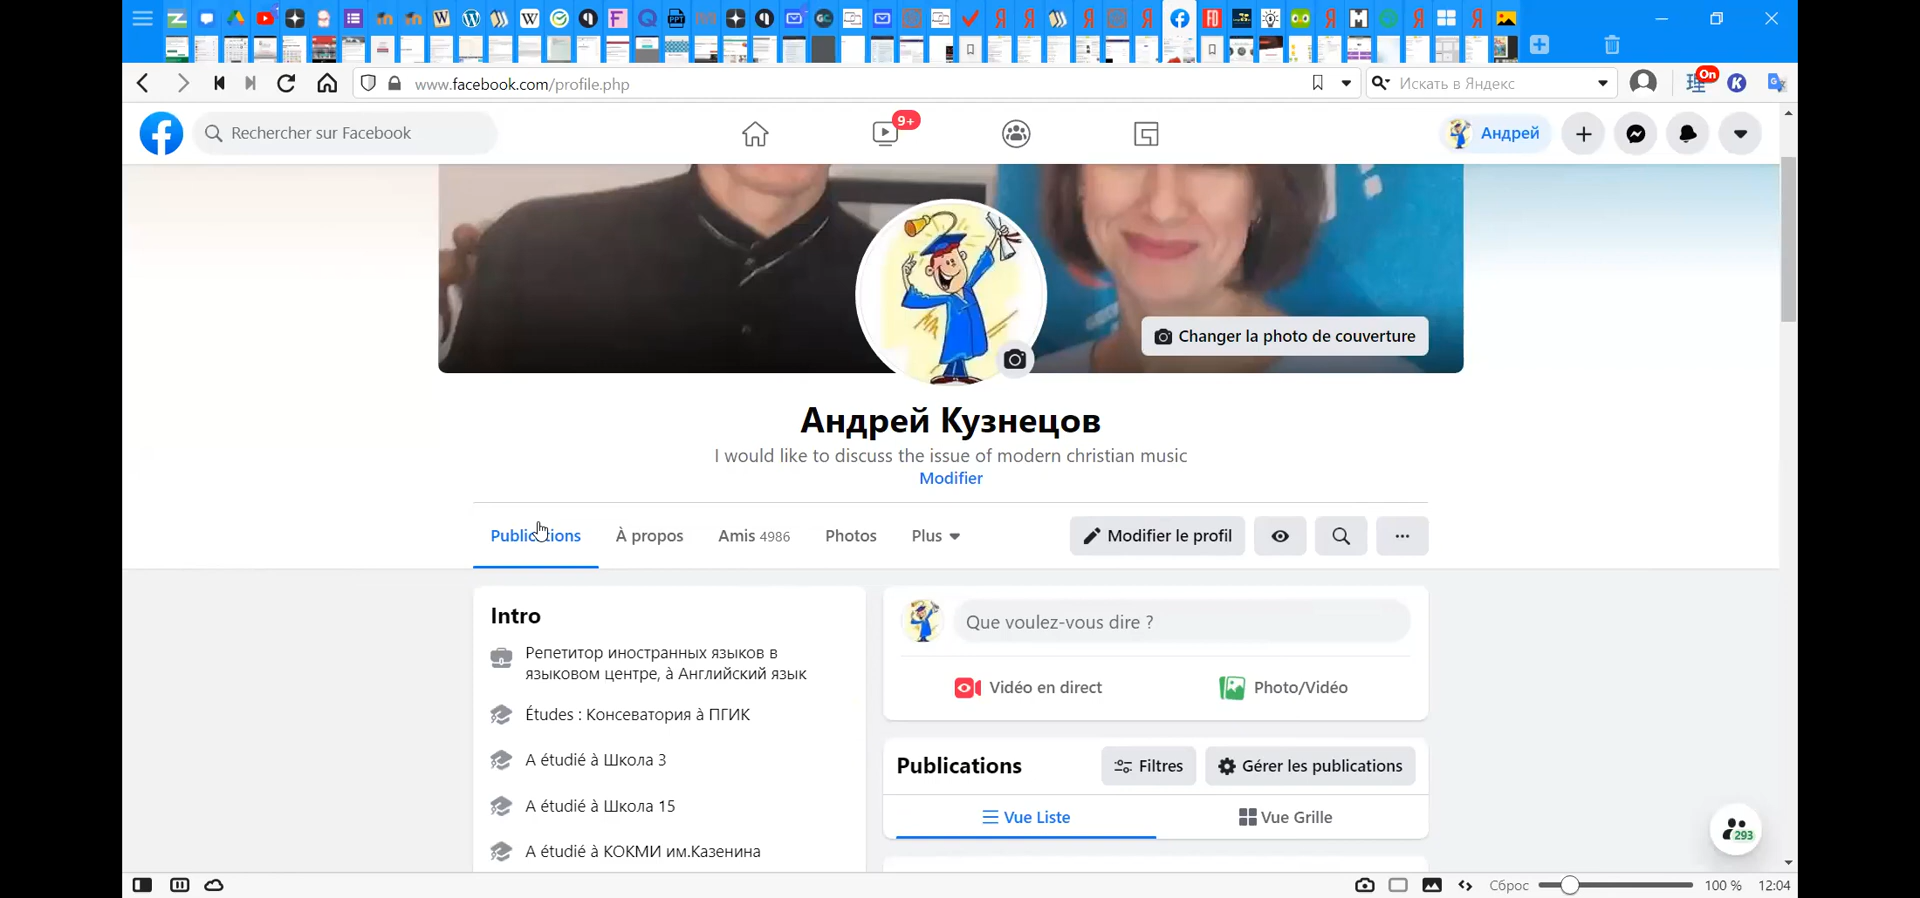 On
www.facebook.com/profile.php
Искать в Яндекс
Rechercher sur Facebook
9+
Андрей
Changer la photo de couverture
Андрей Кузнецов
I would like to discuss the issue of modern christian music
Modifier
Publications
À propos
Amis 4986
Photos
Plus
Modifier le profil
Intro
Репетитор иностранных языков в
языковом центре, à Английский язык
Études : Консеватория à ПГИК
A étudié à Школа 3
A étudié à Школа 15
A étudié à КОКМИ им.Казенина
Que voulez-vous dire ?
Vidéo en direct
Photo/Vidéo
Publications
Filtres
Gérer les publications
Vue Liste
Vue Grille
293
Сброс
100 %
12:04